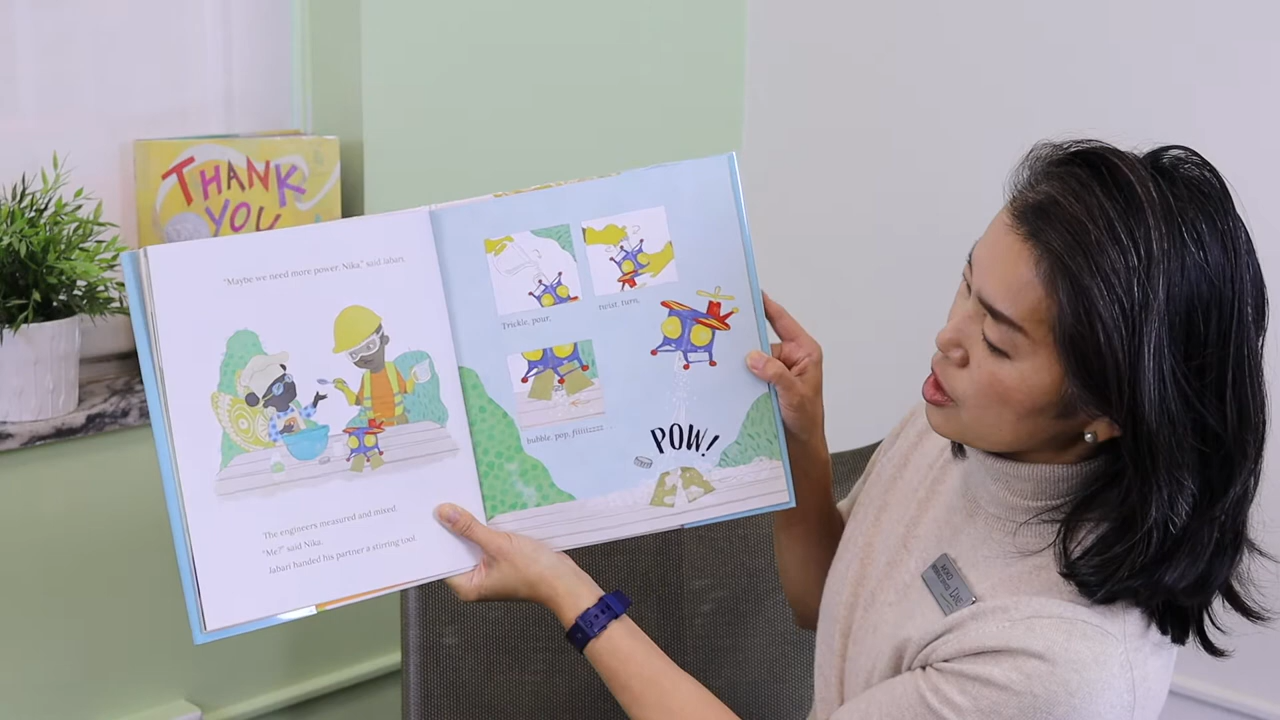 THANK
YOU
"Maybe we need more power, Nika," said Jabari.
The engineers measured and mixed.
"Me?" said Nika.
Jabari handed his partner a stirring tool.
Trickle, pour,
twist, turn,
bubble, pop, fififizzzz . . .
POW!